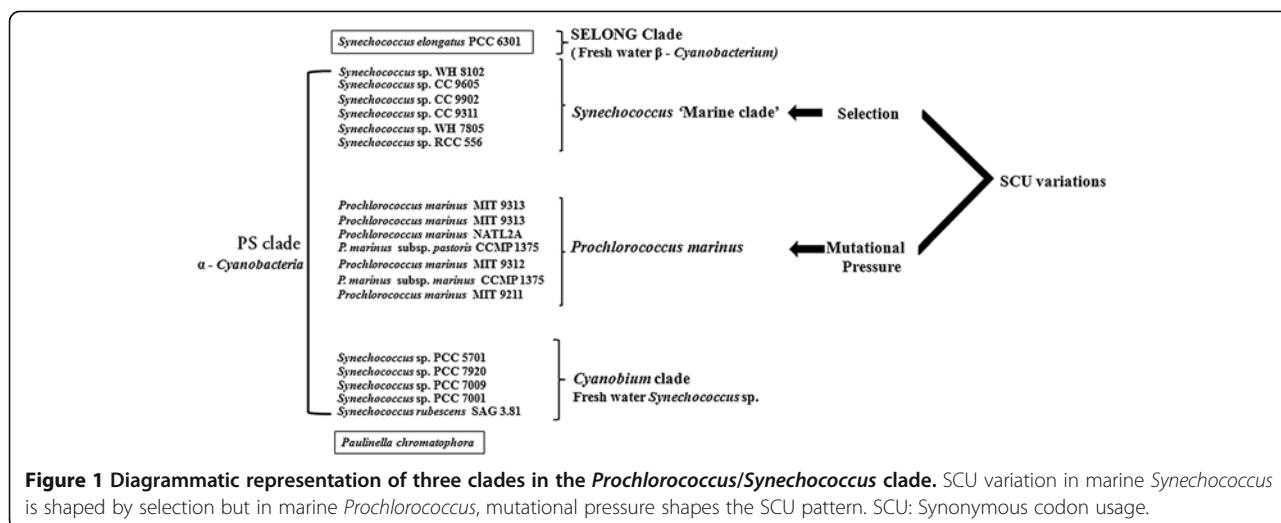 Synechococcus elongatus PCC 6301
SELONG Clade
( Fresh water β - Cyanobacterium)
Synechococcus sp. WH 8102
Synechococcus sp. CC 9605
Synechococcus sp. CC 9902
Synechococcus sp. CC 9311
Synechococcus sp. WH 7805
Synechococcus sp. RCC 556
Synechococcus ‘Marine clade’
Selection
SCU variations
Prochlorococcus marinus MIT 9313
Prochlorococcus marinus MIT 9313
Prochlorococcus marinus NATL2A
P. marinus subsp. pastoris CCMP1375
Prochlorococcus marinus MIT 9312
P. marinus subsp. marinus CCMP1375
Prochlorococcus marinus MIT 9211
Prochlorococcus marinus
Mutational
Pressure
PS clade
α - Cyanobacteria
Synechococcus sp. PCC 5701
Synechococcus sp. PCC 7920
Synechococcus sp. PCC 7009
Synechococcus sp. PCC 7001
Synechococcus rubescens SAG 3.81
Cyanobium clade
Fresh water Synechococcus sp.
Paulinella chromatophora
Figure 1 Diagrammatic representation of three clades in the Prochlorococcus/Synechococcus clade. SCU variation in marine Synechococcus
is shaped by selection but in marine Prochlorococcus, mutational pressure shapes the SCU pattern. SCU: Synonymous codon usage.